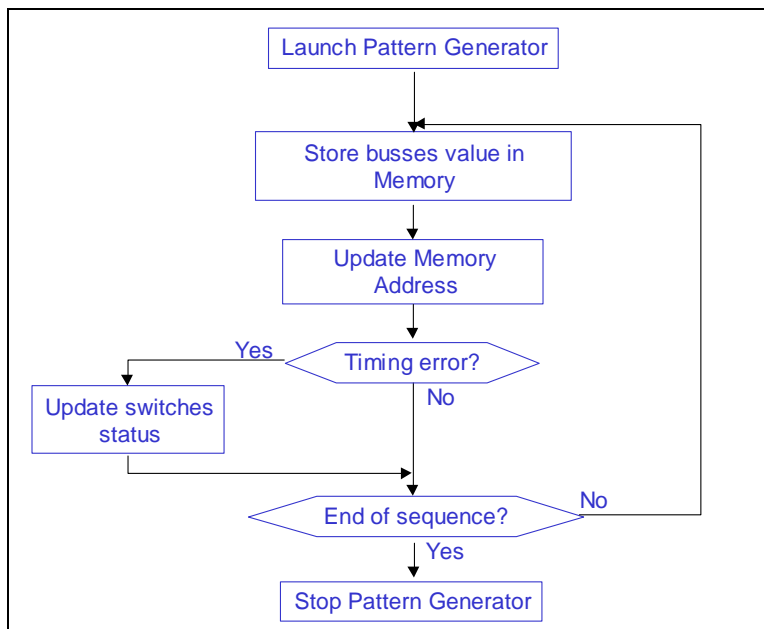 Launch Pattern Generator
Store busses value in
Memory
Update Memory
Address
Yes
Timing error?
No
Update switches
status
End of sequence?
No
Yes
Stop Pattern Generator